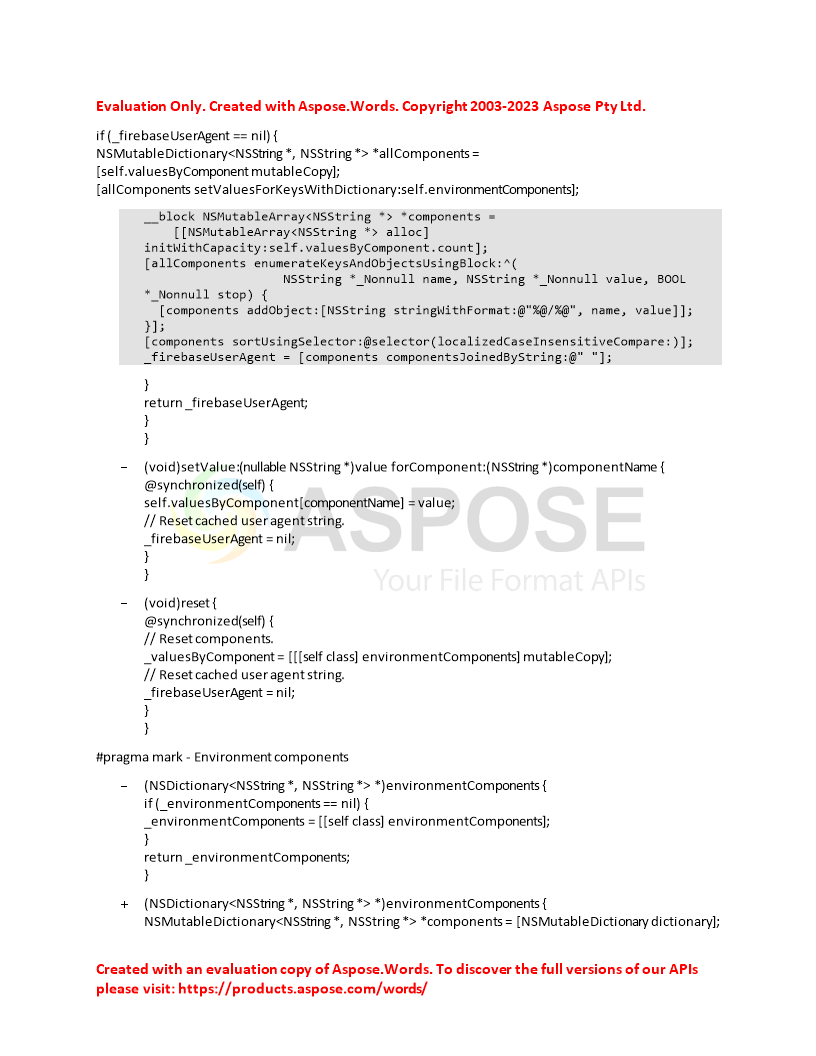 Evaluation Only. Created with Aspose.Words. Copyright 2003-2023 Aspose Pty Ltd.
if (_firebaseUserAgent == nil) {
NSMutableDictionary<NSString *, NSString *> *allComponents =
[self.valuesByComponent mutableCopy];
[allComponents setValuesForKeysWithDictionary:self.environmentComponents];
__block NSMutableArray<NSString *> *components =
[[NSMutableArray<NSString *> alloc]
initWithCapacity:self.valuesByComponent.count];
[allComponents enumerateKeysAndObjectsUsingBlock:^(
NSString *_Nonnull name, NSString *_Nonnull value, BOOL
*_Nonnull stop) {
[components addObject:[NSString stringWithFormat:@"%@/%@", name, value]];
}];
[components sortUsingSelector:@selector(localizedCaseInsensitiveCompare:)];
_firebaseUserAgent = [components componentsJoinedByString:@" "];
}
return _firebaseUserAgent;
}
}
− (void)setValue:(nullable NSString *)value forComponent:(NSString *)componentName {
@synchronized(self) {
self.valuesByComponent[componentName] = value;
// Reset cached user agent string.
_firebaseUserAgent = nil;
}
}
ASPOSE
Your File Format APIs
− (void)reset {
@synchronized(self) {
// Reset components.
_valuesByComponent = [[[self class] environmentComponents] mutableCopy];
// Reset cached user agent string.
_firebaseUserAgent = nil;
}
}
#pragma mark - Environment components
− (NSDictionary<NSString *, NSString *> *)environmentComponents {
if (_environmentComponents == nil) {
_environmentComponents = [[self class] environmentComponents];
}
return _environmentComponents;
}
+ (NSDictionary<NSString *, NSString *> *)environmentComponents {
NSMutableDictionary<NSString *, NSString *> *components = [NSMutableDictionary dictionary];
Created with an evaluation copy of Aspose.Words. To discover the full versions of our APIs
please visit: https://products.aspose.com/words/